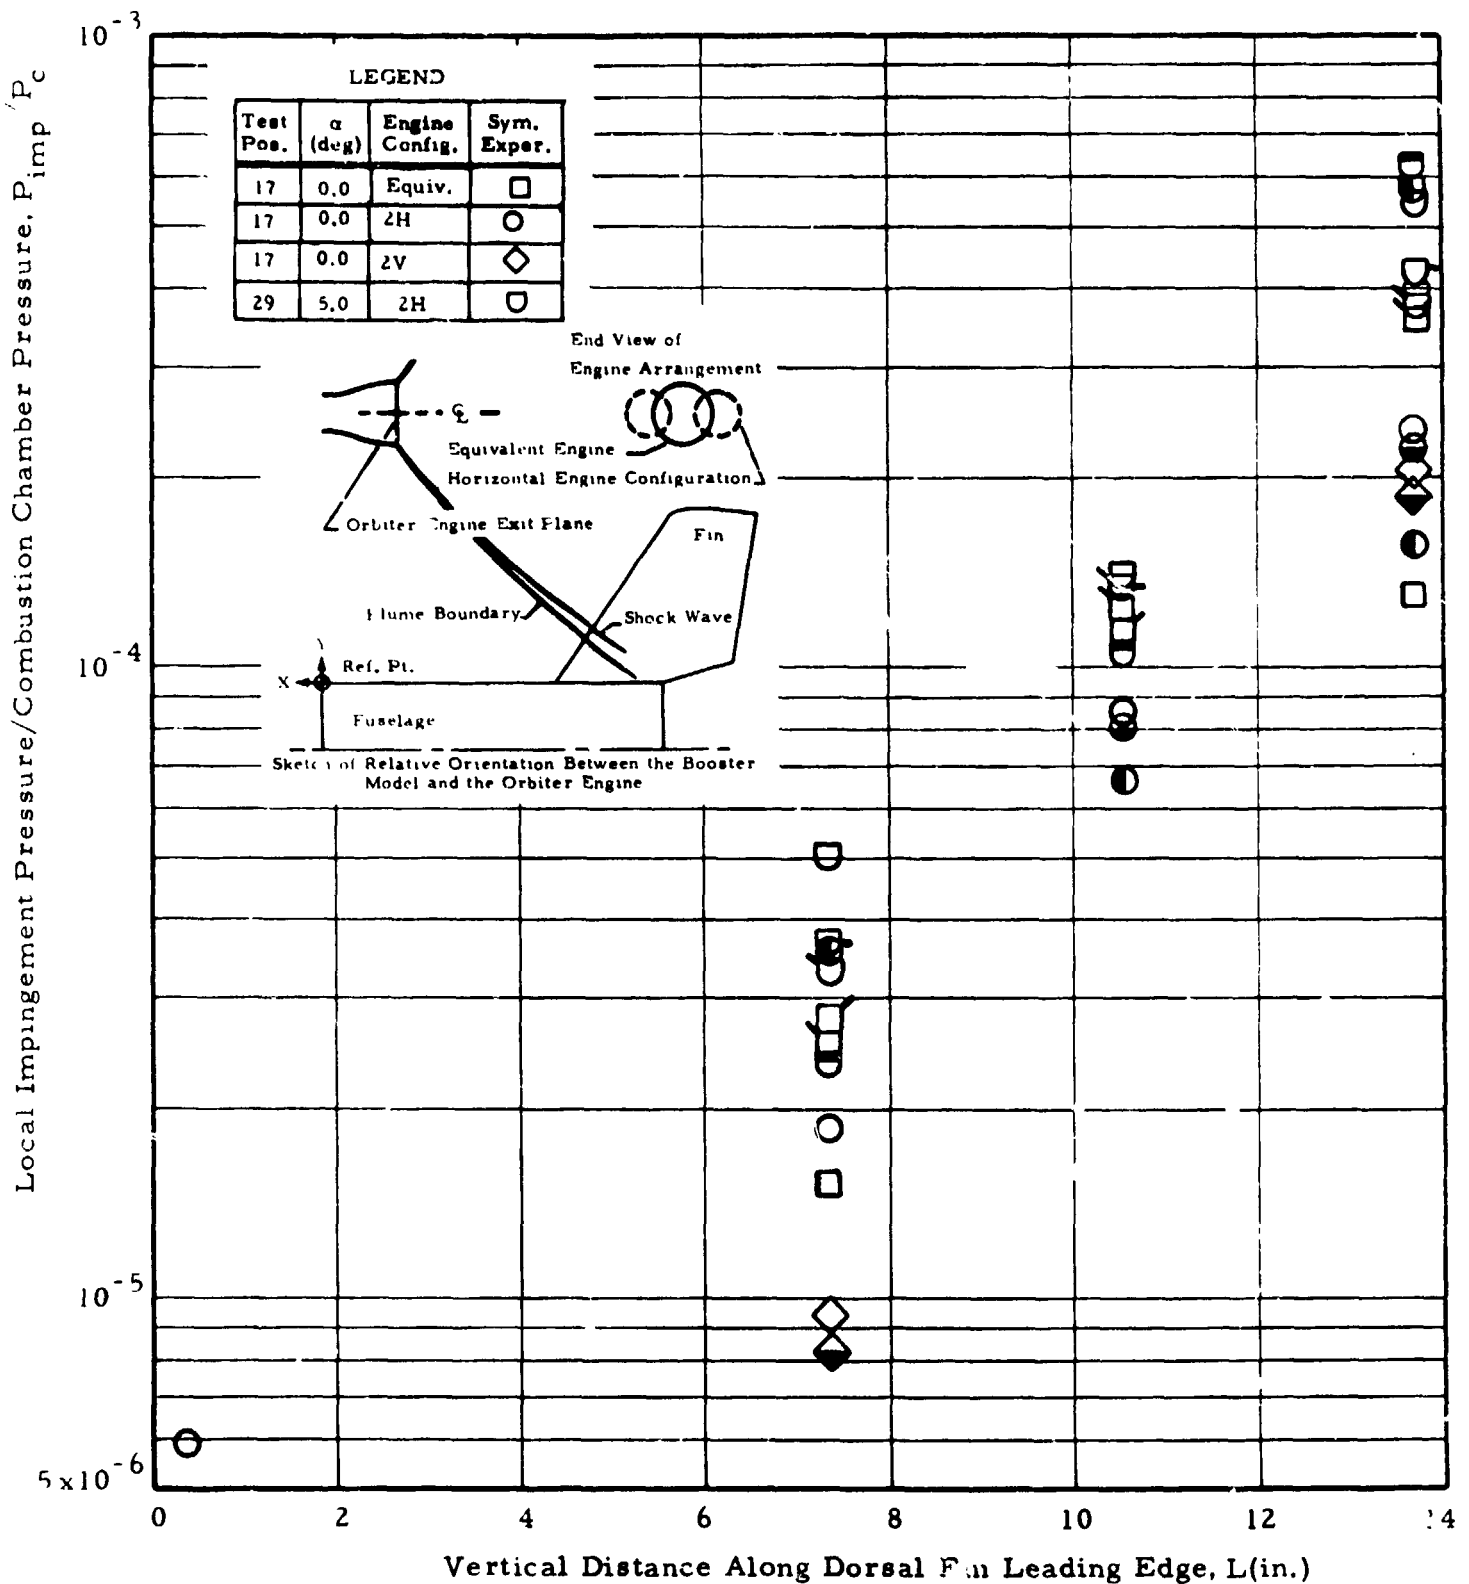 LEGEND
Test Pos. α (deg) Engine Config. Sym. Exper.
17 0.0 Equiv.
17 0.0 2H
17 0.0 2V
29 5.0 2H
End View of
Engine Arrangement
℄
Equivalent Engine
Horizontal Engine Configuration
Orbiter Engine Exit Plane
Fin
Plume Boundary
Shock Wave
X
Ref. Pt.
Fuselage
Sketch of Relative Orientation Between the Booster
Model and the Orbiter Engine
Local Impingement Pressure/Combustion Chamber Pressure, P_imp/P_c
10^-3
10^-4
10^-5
5x10^-6
0 2 4 6 8 10 12 14
Vertical Distance Along Dorsal Fin Leading Edge, L(in.)